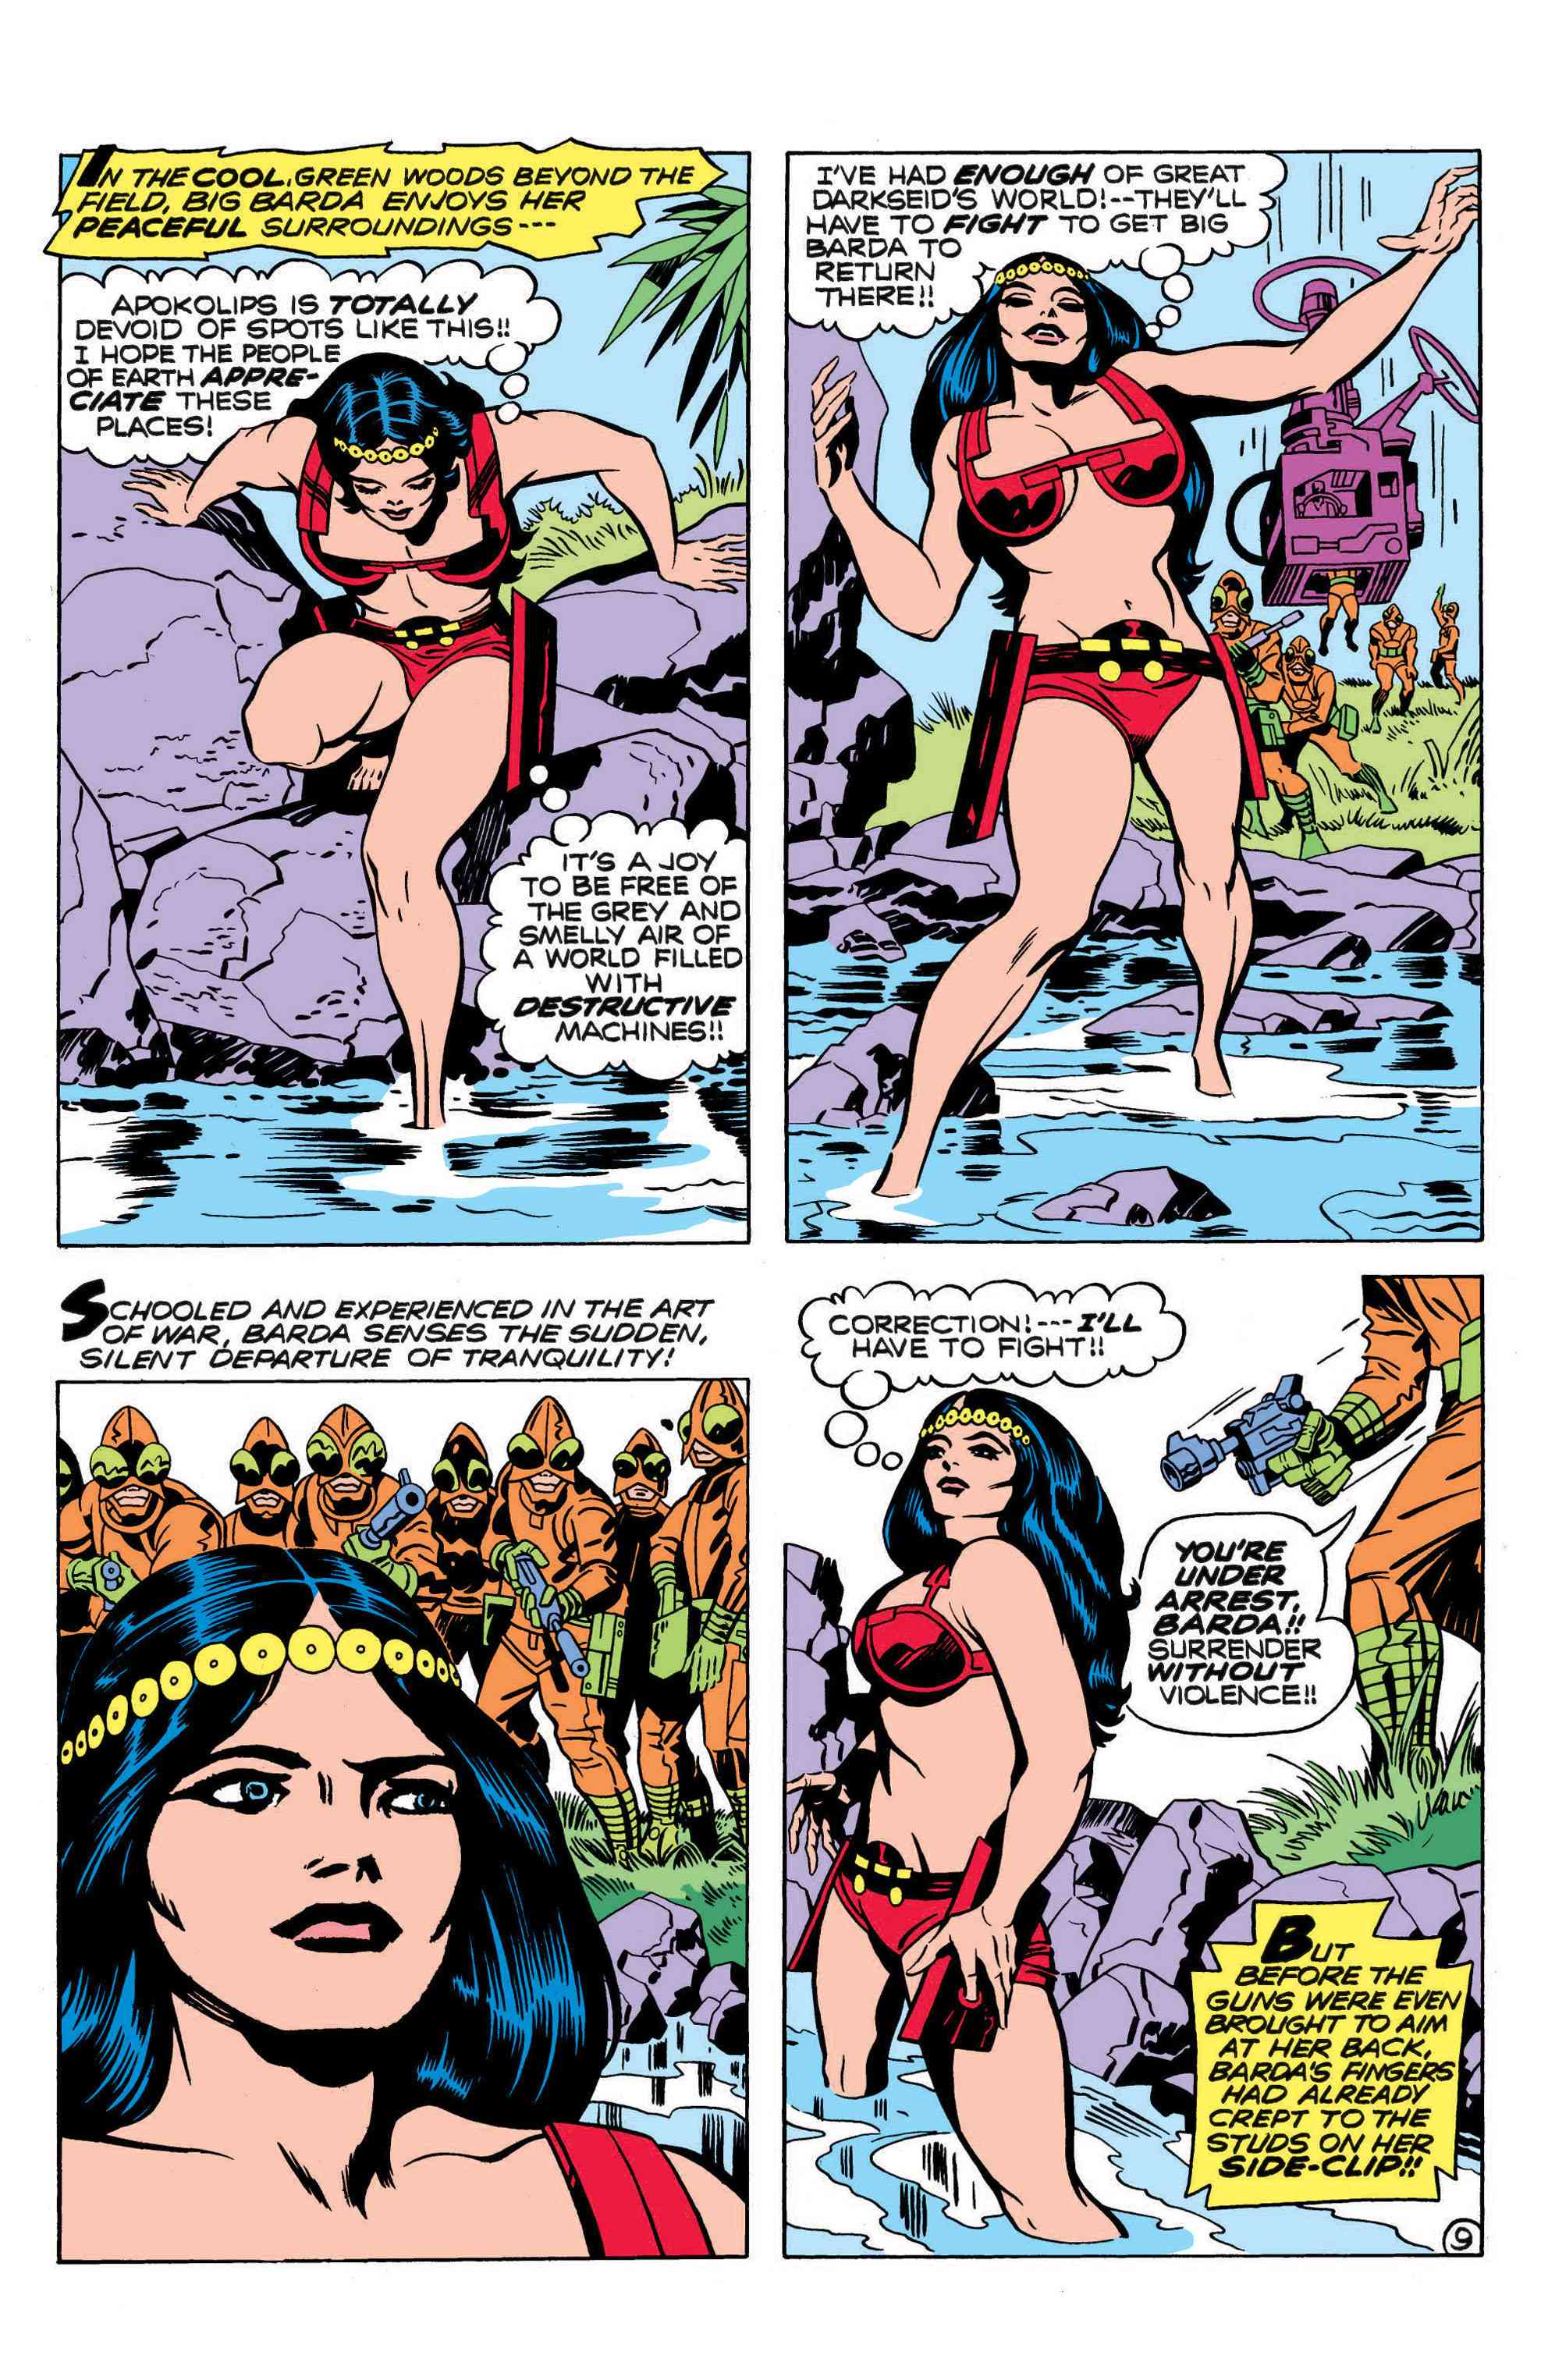 IN THE COOL, GREEN WOODS BEYOND THE
FIELD, BIG BARDA ENJOYS HER
PEACEFUL SURROUNDINGS---
APOKOLIPS IS TOTALLY
DEVOID OF SPOTS LIKE THIS!!
I HOPE THE PEOPLE
OF EARTH APPRE-
CIATE THESE
PLACES!
IT'S A JOY
TO BE FREE OF
THE GREY AND
SMELLY AIR OF
A WORLD FILLED
WITH
DESTRUCTIVE
MACHINES!!
I'VE HAD ENOUGH OF GREAT
DARKSEID'S WORLD!--THEY'LL
HAVE TO FIGHT TO GET BIG
BARDA TO
RETURN
THERE!!
SCHOOLED AND EXPERIENCED IN THE ART
OF WAR, BARDA SENSES THE SUDDEN,
SILENT DEPARTURE OF TRANQUILITY!
CORRECTION!---I'LL
HAVE TO FIGHT!!
YOU'RE
UNDER
ARREST,
BARDA!!
SURRENDER
WITHOUT
VIOLENCE!!
BUT
BEFORE THE
GUNS WERE EVEN
BROUGHT TO AIM
AT HER BACK,
BARDA'S FINGERS
HAD ALREADY
CREPT TO THE
STUDS ON HER
SIDE-CLIP!!
9